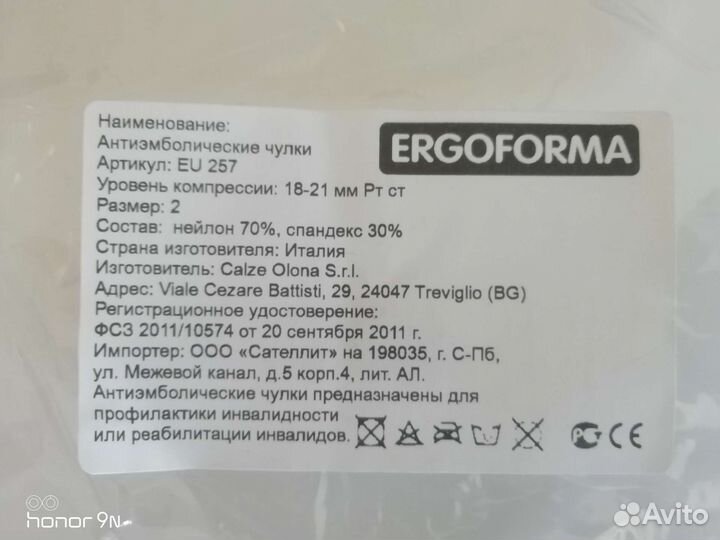 Наименование:
Антиэмболические чулки
ERGOFORMA
Артикул: EU 257
Уровень компрессии: 18-21 мм Рт ст
Размер: 2
Состав: нейлон 70%, спандекс 30%
Страна изготовителя: Италия
Изготовитель: Calze Olona S.r.l.
Адрес: Viale Cezare Battisti, 29, 24047 Treviglio (BG)
Регистрационное удостоверение:
ФСЗ 2011/10574 от 20 сентября 2011 г.
Импортер: ООО «Сателлит» на 198035, г. С-Пб,
ул. Межевой канал, д.5 корп.4, лит. АЛ.
Антиэмболические чулки предназначены для
профилактики инвалидности
или реабилитации инвалидов.
РСТ CE
honor 9N
Avito